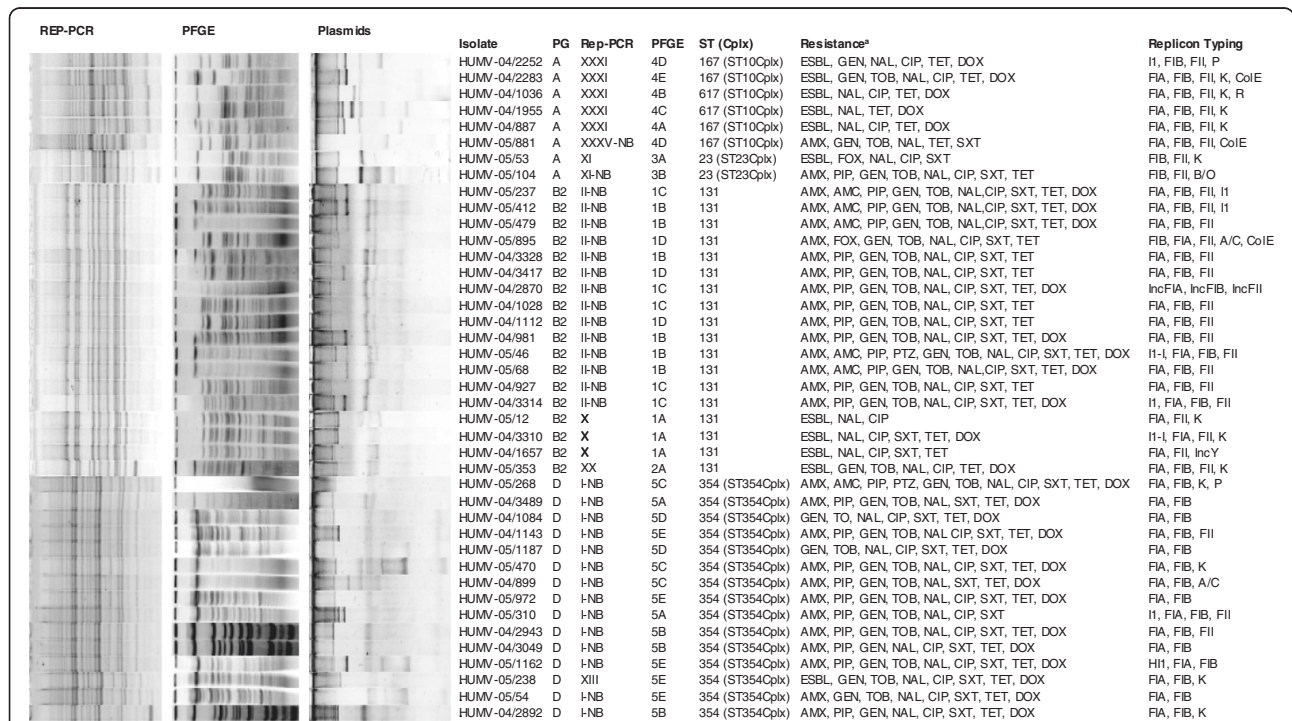 REP-PCR PFGE Plasmids
Isolate PG Rep-PCR PFGE ST (Cplx) Resistanceª Replicon Typing
HUMV-04/2252 A XXXI 4D 167 (ST10Cplx) ESBL, GEN, NAL, CIP, TET, DOX I1, FIB, FII, P
HUMV-04/2283 A XXXI 4E 167 (ST10Cplx) ESBL, GEN, TOB, NAL, CIP, TET, DOX FIA, FIB, FII, K, ColE
HUMV-04/1036 A XXXI 4B 617 (ST10Cplx) ESBL, NAL, CIP, TET, DOX FIA, FIB, FII, K, R
HUMV-04/1955 A XXXI 4C 617 (ST10Cplx) ESBL, NAL, TET, DOX FIA, FIB, FII, K
HUMV-04/887 A XXXI 4A 167 (ST10Cplx) ESBL, NAL, CIP, TET, DOX FIA, FIB, FII, K
HUMV-05/881 A XXXV-NB 4D 167 (ST10Cplx) AMX, GEN, TOB, NAL, TET, SXT FIA, FIB, FII, ColE
HUMV-05/53 A XI 3A 23 (ST23Cplx) ESBL, FOX, NAL, CIP, SXT FIB, FII, K
HUMV-05/104 A XI-NB 3B 23 (ST23Cplx) AMX, PIP, GEN, TOB, NAL, CIP, SXT, TET FIB, FII, B/O
HUMV-05/237 B2 II-NB 1C 131 AMX, AMC, PIP, GEN, TOB, NAL,CIP, SXT, TET, DOX FIA, FIB, FII, I1
HUMV-05/412 B2 II-NB 1B 131 AMX, AMC, PIP, GEN, TOB, NAL,CIP, SXT, TET, DOX FIA, FIB, FII, I1
HUMV-05/479 B2 II-NB 1B 131 AMX, AMC, PIP, GEN, TOB, NAL,CIP, SXT, TET, DOX FIA, FIB, FII
HUMV-05/895 B2 II-NB 1D 131 AMX, FOX, GEN, TOB, NAL, CIP, SXT, TET FIB, FIA, FII, A/C, ColE
HUMV-04/3328 B2 II-NB 1B 131 AMX, PIP, GEN, TOB, NAL, CIP, SXT, TET FIA, FIB, FII
HUMV-04/3417 B2 II-NB 1D 131 AMX, PIP, GEN, TOB, NAL, CIP, SXT, TET FIA, FIB, FII
HUMV-04/2870 B2 II-NB 1C 131 AMX, PIP, GEN, TOB, NAL, CIP, SXT, TET, DOX IncFIA, IncFIB, IncFII
HUMV-04/1028 B2 II-NB 1C 131 AMX, PIP, GEN, TOB, NAL, CIP, SXT, TET FIA, FIB, FII
HUMV-04/1112 B2 II-NB 1D 131 AMX, PIP, GEN, TOB, NAL, CIP, SXT, TET FIA, FIB, FII
HUMV-04/981 B2 II-NB 1B 131 AMX, PIP, GEN, TOB, NAL, CIP, SXT, TET, DOX FIA, FIB, FII
HUMV-05/46 B2 II-NB 1B 131 AMX, AMC, PIP, PTZ, GEN, TOB, NAL, CIP, SXT, TET, DOX I1-I, FIA, FIB, FII
HUMV-05/68 B2 II-NB 1B 131 AMX, AMC, PIP, GEN, TOB, NAL,CIP, SXT, TET, DOX FIA, FIB, FII
HUMV-04/927 B2 II-NB 1C 131 AMX, PIP, GEN, TOB, NAL, CIP, SXT, TET FIA, FIB, FII
HUMV-04/3314 B2 II-NB 1C 131 AMX, PIP, GEN, TOB, NAL, CIP, SXT, TET, DOX I1, FIA, FIB, FII
HUMV-05/12 B2 X 1A 131 ESBL, NAL, CIP FIA, FII, K
HUMV-04/3310 B2 X 1A 131 ESBL, NAL, CIP, SXT, TET, DOX I1-I, FIA, FII, K
HUMV-04/1657 B2 X 1A 131 ESBL, NAL, CIP, SXT, TET FIA, FII, IncY
HUMV-05/353 B2 XX 2A 131 ESBL, GEN, TOB, NAL, CIP, TET, DOX FIA, FIB, FII, K
HUMV-05/268 D I-NB 5C 354 (ST354Cplx) AMX, AMC, PIP, PTZ, GEN, TOB, NAL, CIP, SXT, TET, DOX FIA, FIB, K, P
HUMV-04/3489 D I-NB 5A 354 (ST354Cplx) AMX, PIP, GEN, TOB, NAL, SXT, TET, DOX FIA, FIB
HUMV-04/1084 D I-NB 5D 354 (ST354Cplx) GEN, TO, NAL, CIP, SXT, TET, DOX FIA, FIB
HUMV-04/1143 D I-NB 5E 354 (ST354Cplx) AMX, PIP, GEN, TOB, NAL CIP, SXT, TET, DOX FIA, FIB, FII
HUMV-05/1187 D I-NB 5D 354 (ST354Cplx) GEN, TOB, NAL, CIP, SXT, TET, DOX FIA, FIB
HUMV-05/470 D I-NB 5C 354 (ST354Cplx) AMX, PIP, GEN, TOB, NAL, CIP, SXT, TET, DOX FIA, FIB, K
HUMV-04/899 D I-NB 5C 354 (ST354Cplx) AMX, PIP, GEN, TOB, NAL, SXT, TET, DOX FIA, FIB, A/C
HUMV-05/972 D I-NB 5E 354 (ST354Cplx) AMX, PIP, GEN, TOB, NAL, CIP, SXT, TET, DOX FIA, FIB
HUMV-05/310 D I-NB 5A 354 (ST354Cplx) AMX, PIP, GEN, TOB, NAL, CIP, SXT I1, FIA, FIB, FII
HUMV-04/2943 D I-NB 5B 354 (ST354Cplx) AMX, PIP, GEN, TOB, NAL, CIP, SXT, TET, DOX FIA, FIB, FII
HUMV-04/3049 D I-NB 5B 354 (ST354Cplx) AMX, PIP, GEN, TOB, NAL, CIP, SXT, TET, DOX FIA, FIB
HUMV-05/1162 D I-NB 5E 354 (ST354Cplx) AMX, PIP, GEN, TOB, NAL, CIP, SXT, TET, DOX HI1, FIA, FIB
HUMV-05/238 D XIII 5E 354 (ST354Cplx) ESBL, GEN, TOB, NAL, CIP, SXT, TET, DOX FIA, FIB, K
HUMV-05/54 D I-NB 5E 354 (ST354Cplx) AMX, GEN, TOB, NAL, CIP, SXT, TET, DOX FIA, FIB
HUMV-04/2892 D I-NB 5B 354 (ST354Cplx) AMX, PIP, GEN, TOB, NAL, CIP, SXT, TET, DOX FIA, FIB, K